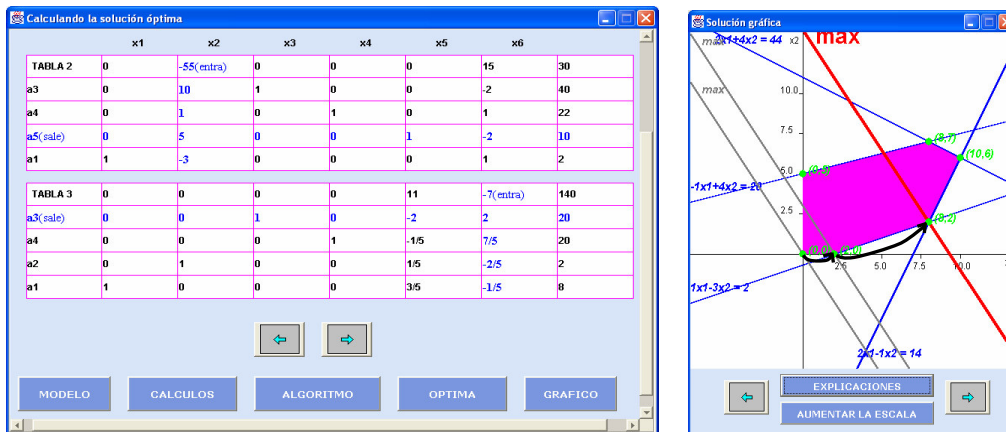 Calculando la solución óptima
x1 x2 x3 x4 x5 x6
TABLA 2 0 -55(entra) 0 0 0 15 30
a3 0 10 1 0 0 -2 40
a4 0 1 0 1 0 1 22
a5(sale) 0 5 0 0 1 -2 10
a1 1 -3 0 0 0 1 2
TABLA 3 0 0 0 0 11 -7(entra) 140
a3(sale) 0 0 1 0 -2 2 20
a4 0 0 0 1 -1/5 7/5 20
a2 0 1 0 0 1/5 -2/5 2
a1 1 0 0 0 3/5 -1/5 8
MODELO CALCULOS ALGORITMO OPTIMA GRAFICO
Solución gráfica
max 2x1+4x2 = 44 x2 max
max
10.0
7.5
(8,7)
(10,6)
5.0
(0,5)
-1x1+4x2 = 20
2.5
(8,2)
(0,0) (2,0)
2.5 5.0 7.5 10.0
1x1-3x2 = 2
2x1-1x2 = 14
EXPLICACIONES
AUMENTAR LA ESCALA